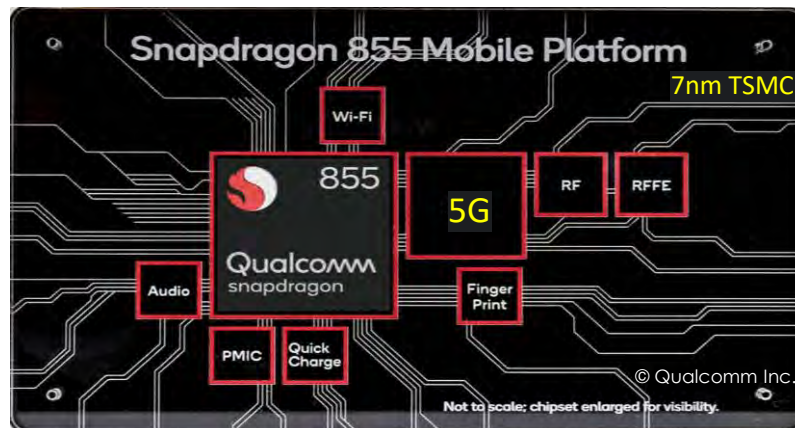 Snapdragon 855 Mobile Platform
7nm TSMC
Wi-Fi
855
5G
RF
RFFE
Qualcomm
snapdragon
Audio
Finger
Print
PMIC
Quick
Charge
© Qualcomm Inc.
Not to scale; chipset enlarged for visibility.